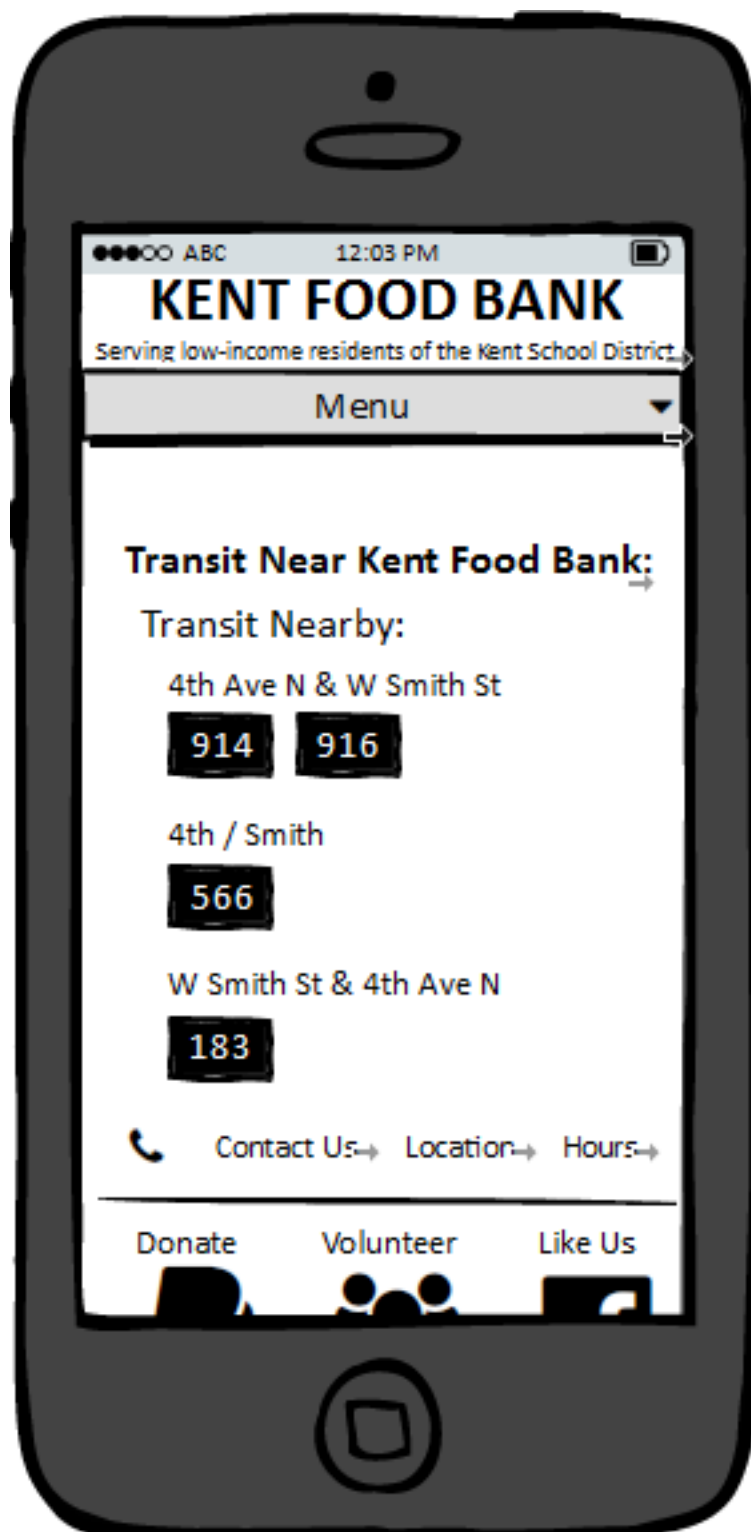 ABC 12:03 PM
KENT FOOD BANK
Serving low-income residents of the Kent School District
Menu
Transit Near Kent Food Bank:
Transit Nearby:
4th Ave N & W Smith St
914 916
4th / Smith
566
W Smith St & 4th Ave N
183
Contact Us Location Hours
Donate Volunteer Like Us